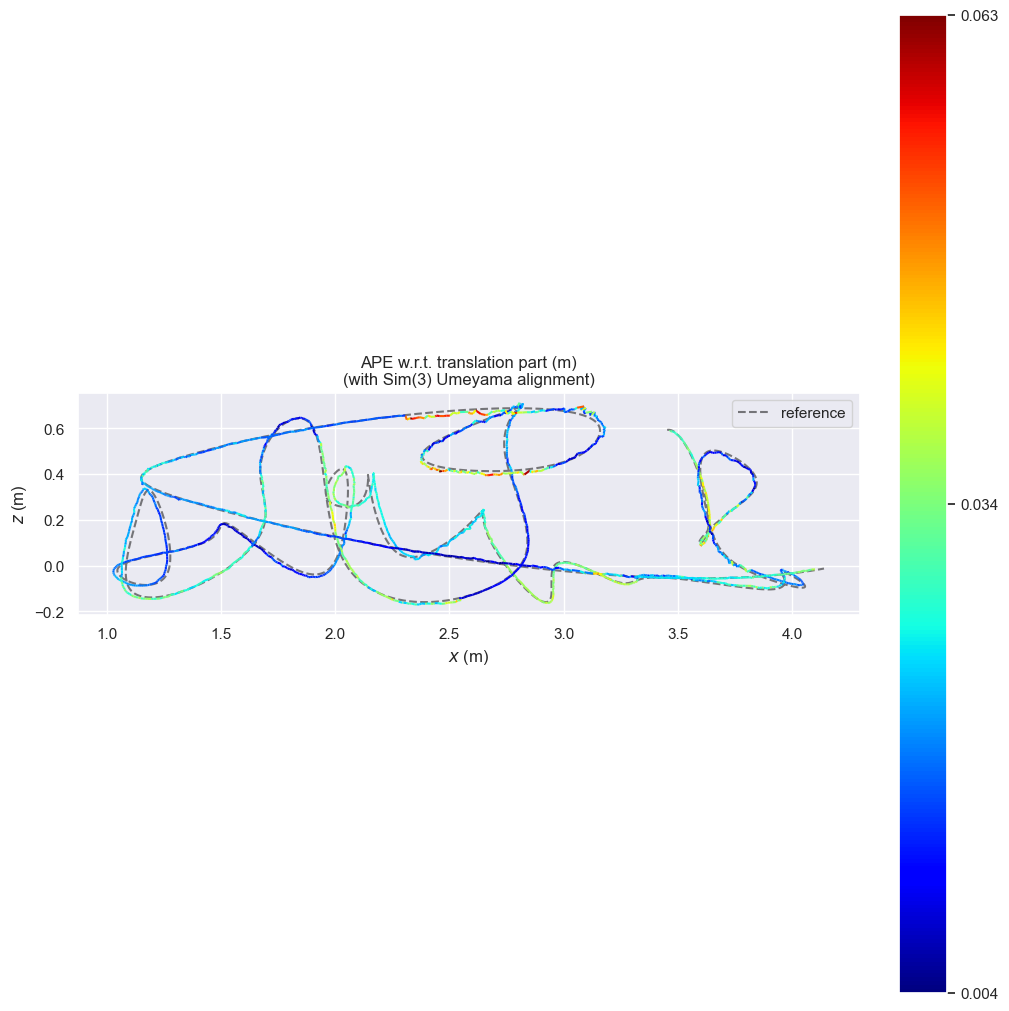 0.063
APE w.r.t. translation part (m)
(with Sim(3) Umeyama alignment)
reference
0.6
0.4
0.2
0.0
−0.2
z (m)
1.0 1.5 2.0 2.5 3.0 3.5 4.0
x (m)
0.034
0.004